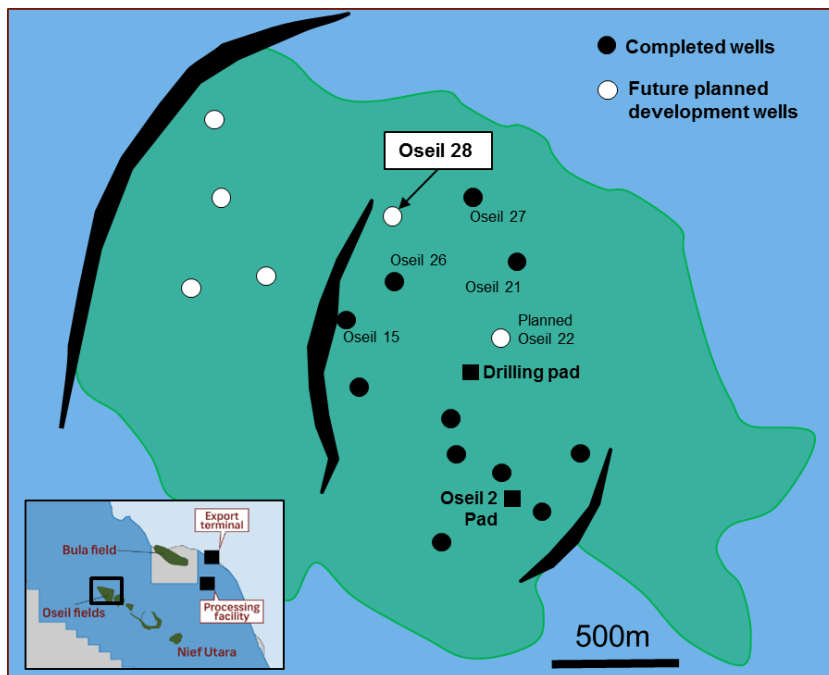 Completed wells
Future planned
development wells
Oseil 28
Oseil 27
Oseil 26
Oseil 21
Planned
Oseil 22
Oseil 15
Drilling pad
Oseil 2
Pad
500m
Export
terminal
Bula field
Oseil fields
Processing
facility
Nief Utara